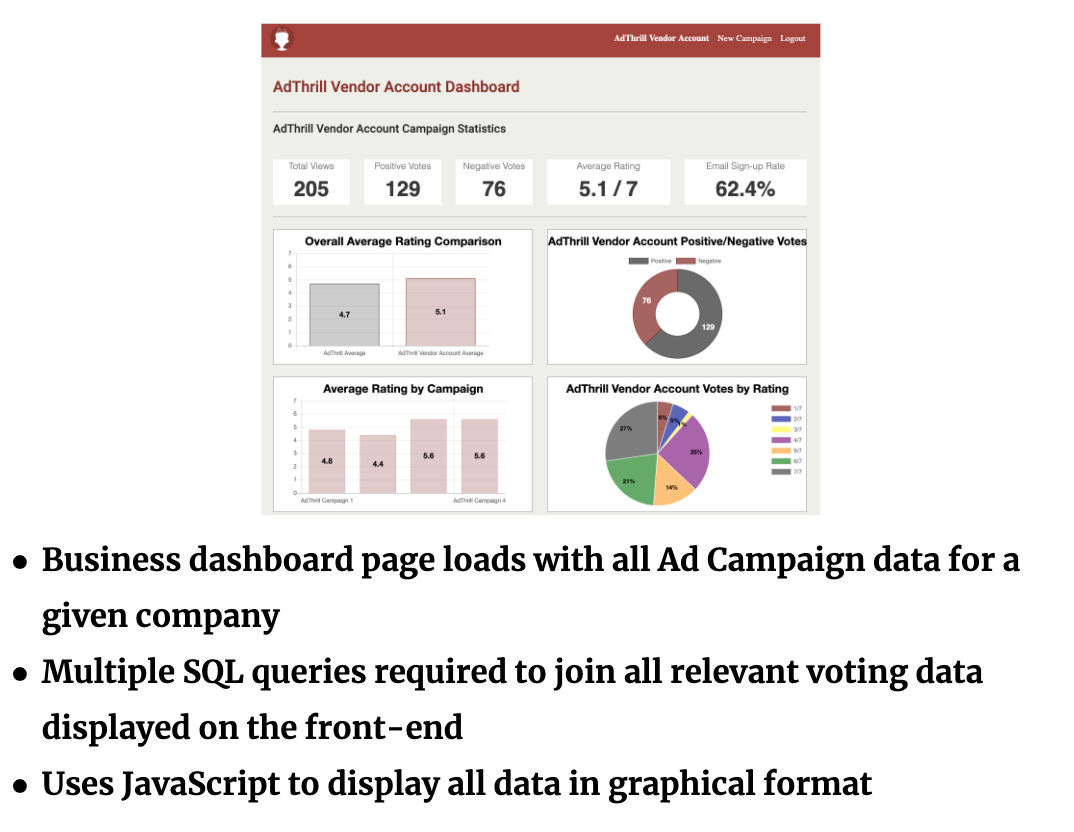 AdThrill Vendor Account New Campaign Logout
AdThrill Vendor Account Dashboard
AdThrill Vendor Account Campaign Statistics
Total Views
205
Positive Votes
129
Negative Votes
76
Average Rating
5.1 / 7
Email Sign-up Rate
62.4%
Overall Average Rating Comparison
7
6
5
4
3
2
1
0
4.7
5.1
AdThrill Average
AdThrill Vendor Account Average
AdThrill Vendor Account Positive/Negative Votes
Positive Negative
76
129
Average Rating by Campaign
7
6
5
4
3
2
1
0
4.8
4.4
5.6
5.6
AdThrill Campaign 1
AdThrill Campaign 4
AdThrill Vendor Account Votes by Rating
27%
21%
14%
1/7
2/7
3/7
4/7
5/7
6/7
7/7
• Business dashboard page loads with all Ad Campaign data for a
given company
• Multiple SQL queries required to join all relevant voting data
displayed on the front-end
• Uses JavaScript to display all data in graphical format